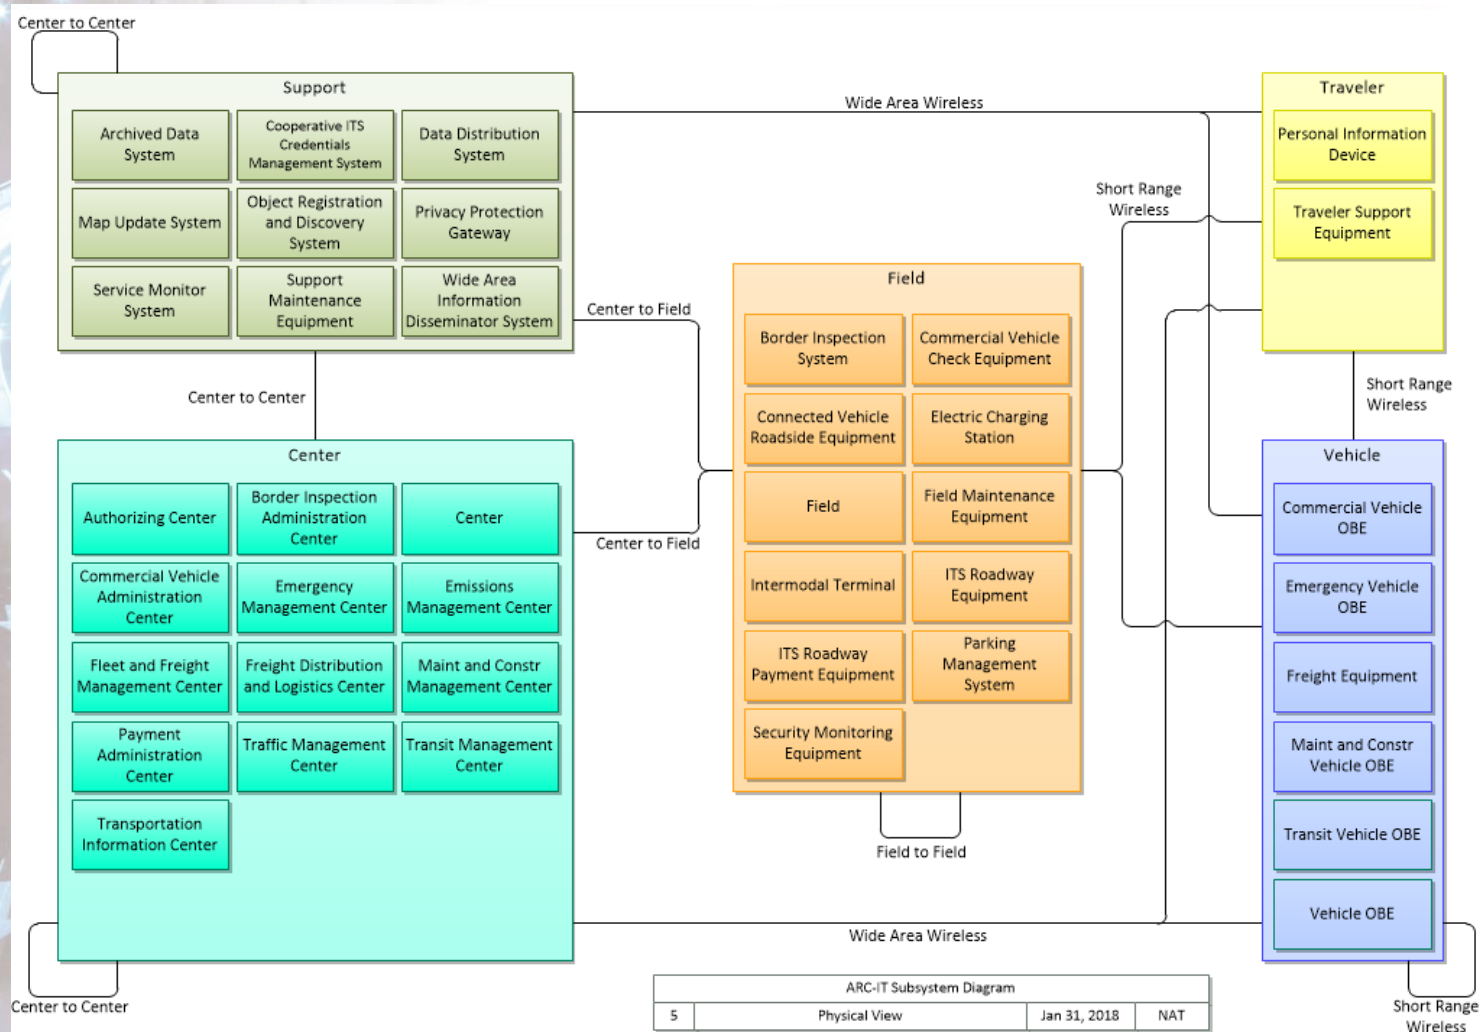 Center to Center
Support
Archived Data
System
Cooperative ITS
Credentials
Management System
Data Distribution
System
Map Update System
Object Registration
and Discovery
System
Privacy Protection
Gateway
Service Monitor
System
Support
Maintenance
Equipment
Wide Area
Information
Disseminator System
Center to Center
Center
Authorizing Center
Border Inspection
Administration
Center
Center
Commercial Vehicle
Administration
Center
Emergency
Management Center
Emissions
Management Center
Fleet and Freight
Management Center
Freight Distribution
and Logistics Center
Maint and Constr
Management Center
Payment
Administration
Center
Traffic Management
Center
Transit Management
Center
Transportation
Information Center
Center to Center
Center to Field
Center to Field
Wide Area Wireless
Short Range
Wireless
Field
Border Inspection
System
Commercial Vehicle
Check Equipment
Connected Vehicle
Roadside Equipment
Electric Charging
Station
Field
Field Maintenance
Equipment
Intermodal Terminal
ITS Roadway
Equipment
ITS Roadway
Payment Equipment
Parking
Management
System
Security Monitoring
Equipment
Field to Field
Wide Area Wireless
Traveler
Personal Information
Device
Traveler Support
Equipment
Short Range
Wireless
Vehicle
Commercial Vehicle
OBE
Emergency Vehicle
OBE
Freight Equipment
Maint and Constr
Vehicle OBE
Transit Vehicle OBE
Vehicle OBE
Short Range
Wireless
ARC-IT Subsystem Diagram
5 Physical View Jan 31, 2018 NAT